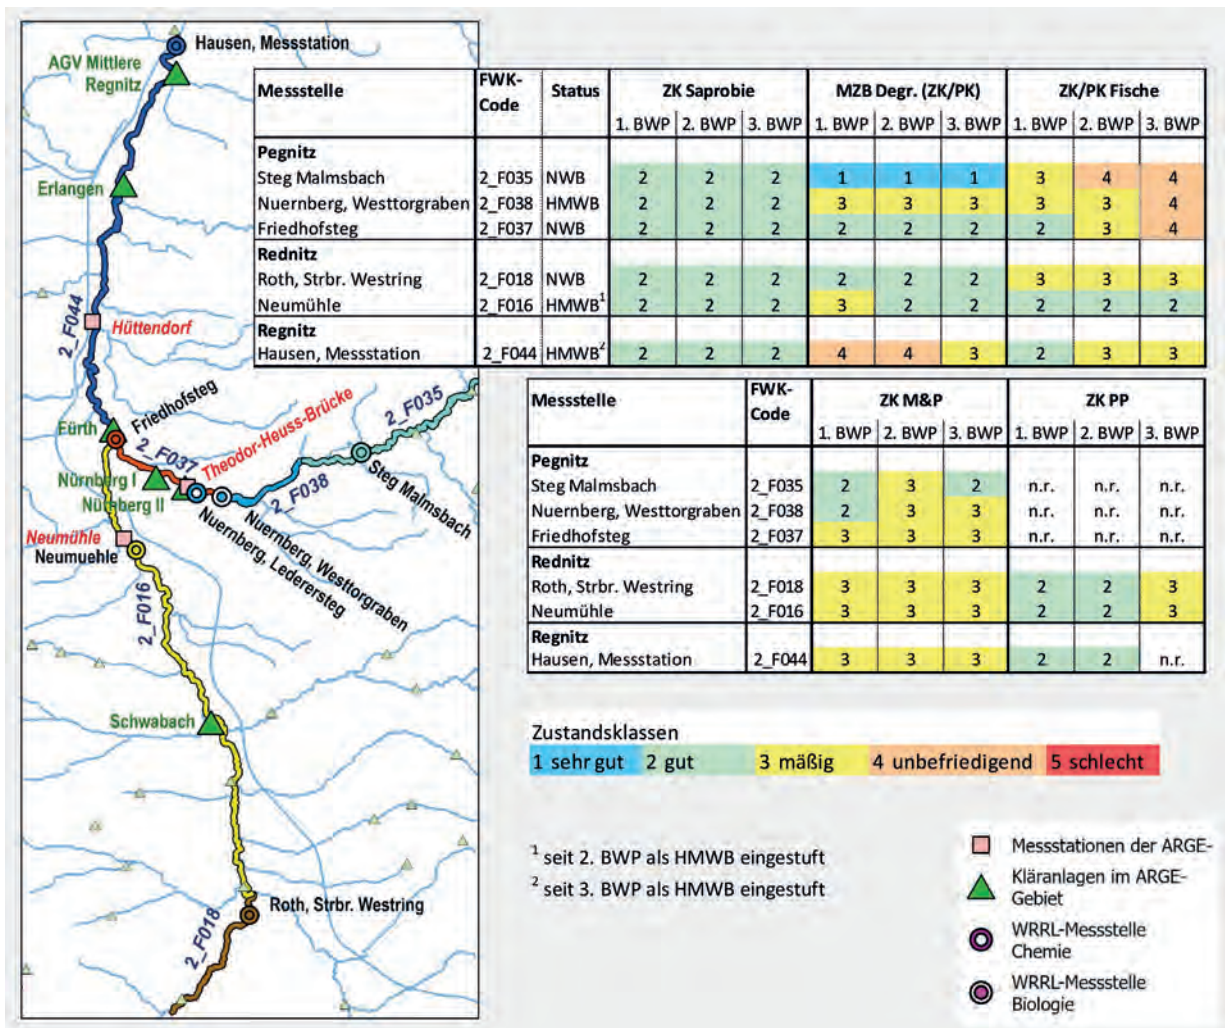 Hausen, Messstation
AGV Mittlere
Regnitz
Erlangen
2_F044
Hüttendorf
Friedhofsteg
Fürth
2_F037
Theodor-Heuss-Brücke
2_F035
Nürnberg I
Nürnberg II
2_F038
Steg Malmsbach
Nuernberg, Westtorgraben
Nuernberg, Ledderersteg
Neumühle
Neumuehle
2_F016
Schwabach
Roth, Strbr. Westring
2_F018
Messstelle FWK-Code Status ZK Saprobie MZB Degr. (ZK/PK) ZK/PK Fische
1. BWP 2. BWP 3. BWP 1. BWP 2. BWP 3. BWP 1. BWP 2. BWP 3. BWP
Pegnitz
Steg Malmsbach 2_F035 NWB 2 2 2 1 1 1 3 4 4
Nuernberg, Westtorgraben 2_F038 HMWB 2 2 2 3 3 3 3 3 4
Friedhofsteg 2_F037 NWB 2 2 2 2 2 2 2 3 4
Rednitz
Roth, Strbr. Westring 2_F018 NWB 2 2 2 2 2 2 3 3 3
Neumühle 2_F016 HMWB¹ 2 2 2 3 2 2 2 2 2
Regnitz
Hausen, Messstation 2_F044 HMWB² 2 2 2 4 4 3 2 3 3
Messstelle FWK-Code ZK M&P ZK PP
1. BWP 2. BWP 3. BWP 1. BWP 2. BWP 3. BWP
Pegnitz
Steg Malmsbach 2_F035 2 3 2 n.r. n.r. n.r.
Nuernberg, Westtorgraben 2_F038 2 3 3 n.r. n.r. n.r.
Friedhofsteg 2_F037 3 3 3 n.r. n.r. n.r.
Rednitz
Roth, Strbr. Westring 2_F018 3 3 3 2 2 3
Neumühle 2_F016 3 3 3 2 2 3
Regnitz
Hausen, Messstation 2_F044 3 3 3 2 2 n.r.
Zustandsklassen
1 sehr gut 2 gut 3 mäßig 4 unbefriedigend 5 schlecht
¹ seit 2. BWP als HMWB eingestuft
² seit 3. BWP als HMWB eingestuft
Messstationen der ARGE-
Kläranlagen im ARGE-
Gebiet
WRRL-Messstelle
Chemie
WRRL-Messstelle
Biologie